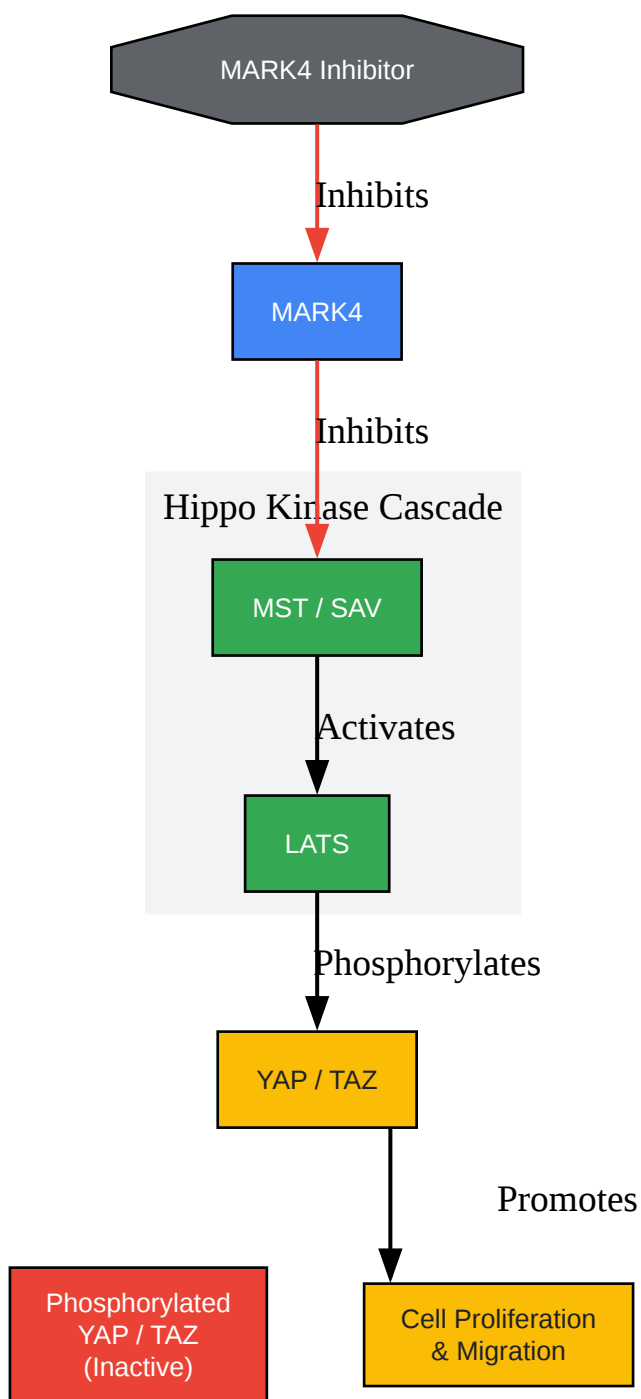 MARK4 Inhibitor
Inhibits
MARK4
Inhibits
Hippo Kinase Cascade
MST / SAV
Activates
LATS
Phosphorylates
YAP / TAZ
Promotes
Phosphorylated
YAP / TAZ
(Inactive)
Cell Proliferation
& Migration